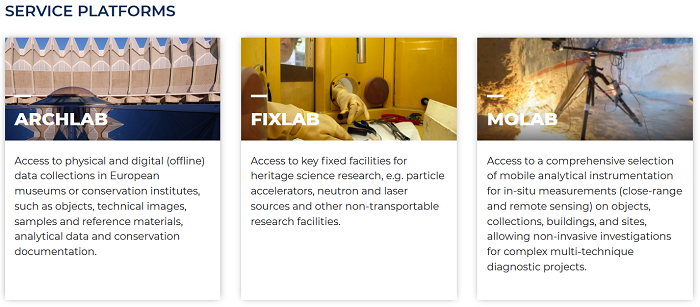 SERVICE PLATFORMS
ARCHLAB
Access to physical and digital (offline)
data collections in European
museums or conservation institutes,
such as objects, technical images,
samples and reference materials,
analytical data and conservation
documentation.
FIXLAB
Access to key fixed facilities for
heritage science research, e.g. particle
accelerators, neutron and laser
sources and other non-transportable
research facilities.
MOLAB
Access to a comprehensive selection
of mobile analytical instrumentation
for in-situ measurements (close-range
and remote sensing) on objects,
collections, buildings, and sites,
allowing non-invasive investigations
for complex multi-technique
diagnostic projects.